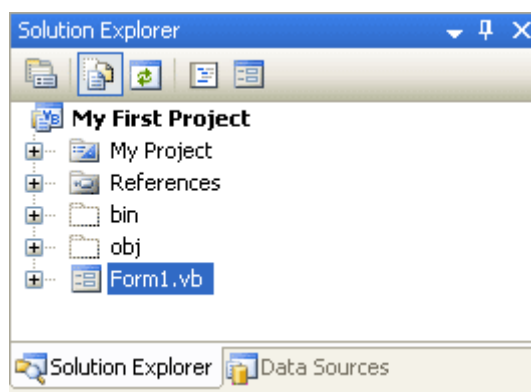 Solution Explorer
My First Project
My Project
References
bin
obj
Form1.vb
Solution Explorer Data Sources